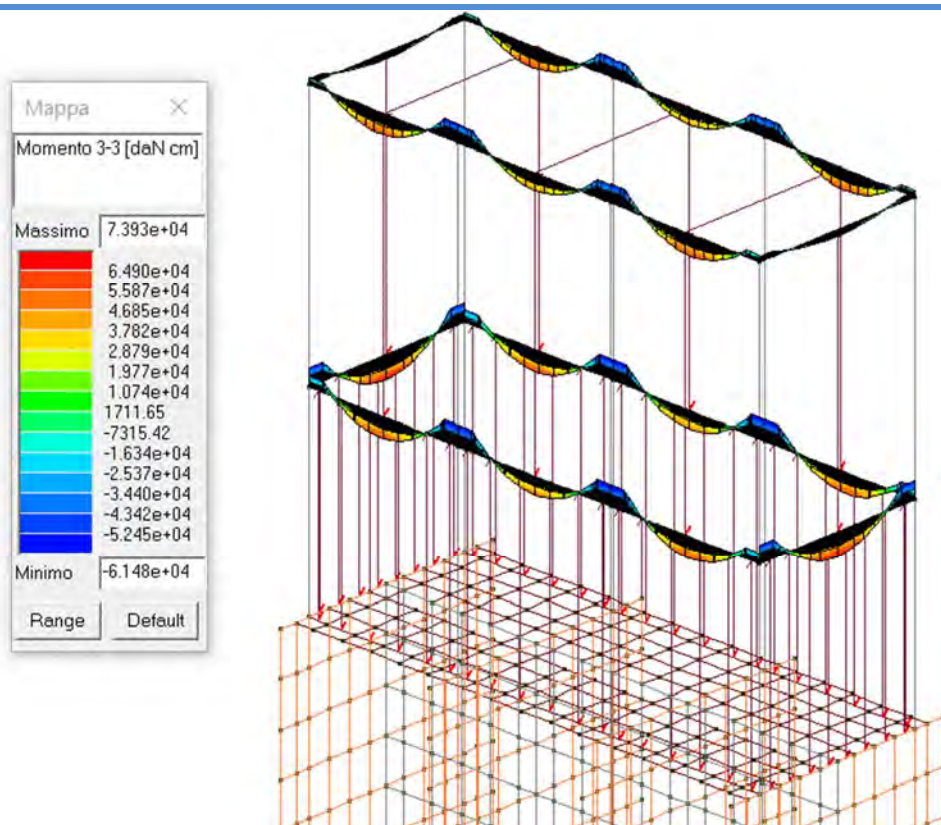 Mappa
Momento 3-3 [daN cm]
Massimo 7.393e+04
6.490e+04
5.587e+04
4.685e+04
3.782e+04
2.879e+04
1.977e+04
1.074e+04
1711.65
-7315.42
-1.634e+04
-2.537e+04
-3.440e+04
-4.342e+04
-5.245e+04
Minimo -6.148e+04
Range Default